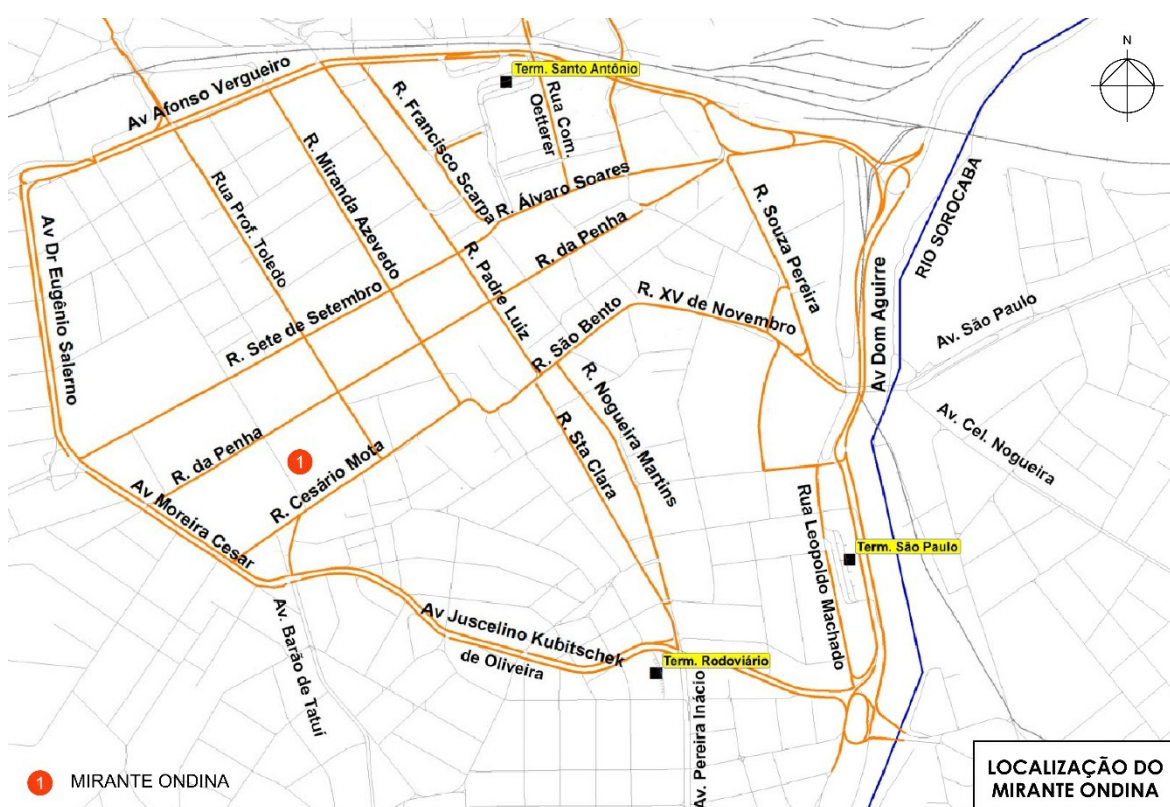 N
Term. Santo Antônio
Av Afonso Vergueiro
R. Francisco Scarpa
Rua Com.
Oetterer
R. Miranda Azevedo
R. Álvaro Soares
RIO SOROCABA
Rua Prof. Toledo
R. da Penha
R. Souza Pereira
Av Dr Eugênio Salerno
R. Padre Luiz
R. XV de Novembro
Av Dom Aguirre
Av. São Paulo
R. Sete de Setembro
R. São Bento
R. Nogueira Martins
Av. Cel. Nogueira
R. da Penha
1
R. Cesário Mota
R. Sta Clara
Av Moreira Cesar
Rua Leopoldo Machado
Term. São Paulo
Av. Barão de Tatuí
Av Juscelino Kubitschek
de Oliveira
Term. Rodoviário
Av. Pereira Inácio
1 MIRANTE ONDINA
LOCALIZAÇÃO DO
MIRANTE ONDINA